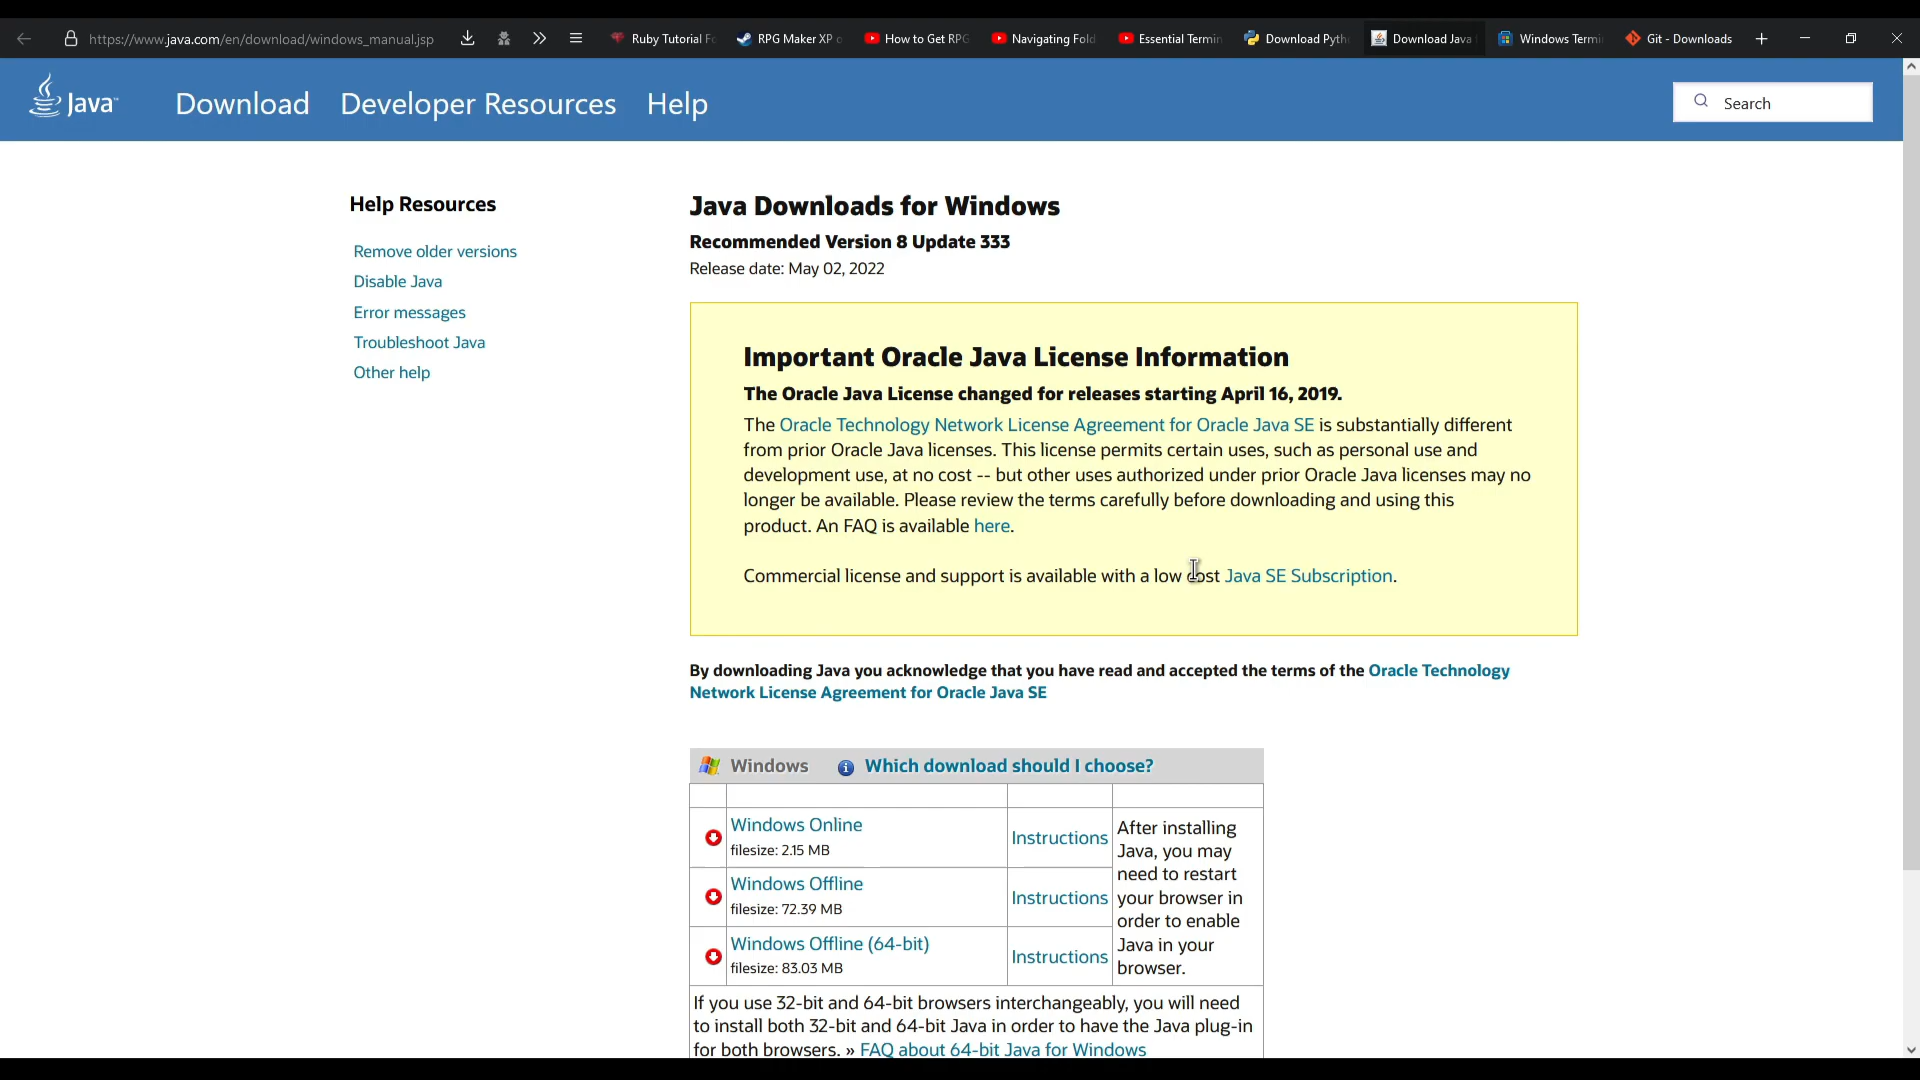 https://www.java.com/en/download/windows_manual.jsp
Ruby Tutorial Fo
RPG Maker XP o
How to Get RPG
Navigating Fold
Essential Termin
Download Pyth
Download Java
Windows Termi
Git - Downloads
Java™
Download
Developer Resources
Help
Search
Help Resources
Remove older versions
Disable Java
Error messages
Troubleshoot Java
Other help
Java Downloads for Windows
Recommended Version 8 Update 333
Release date: May 02, 2022
Important Oracle Java License Information
The Oracle Java License changed for releases starting April 16, 2019.
The Oracle Technology Network License Agreement for Oracle Java SE is substantially different
from prior Oracle Java licenses. This license permits certain uses, such as personal use and
development use, at no cost -- but other uses authorized under prior Oracle Java licenses may no
longer be available. Please review the terms carefully before downloading and using this
product. An FAQ is available here.
Commercial license and support is available with a low cost Java SE Subscription.
By downloading Java you acknowledge that you have read and accepted the terms of the Oracle Technology
Network License Agreement for Oracle Java SE
Windows Which download should I choose?
Windows Online
filesize: 2.15 MB
Instructions
Windows Offline
filesize: 72.39 MB
Instructions
Windows Offline (64-bit)
filesize: 83.03 MB
Instructions
After installing
Java, you may
need to restart
your browser in
order to enable
Java in your
browser.
If you use 32-bit and 64-bit browsers interchangeably, you will need
to install both 32-bit and 64-bit Java in order to have the Java plug-in
for both browsers. » FAQ about 64-bit Java for Windows